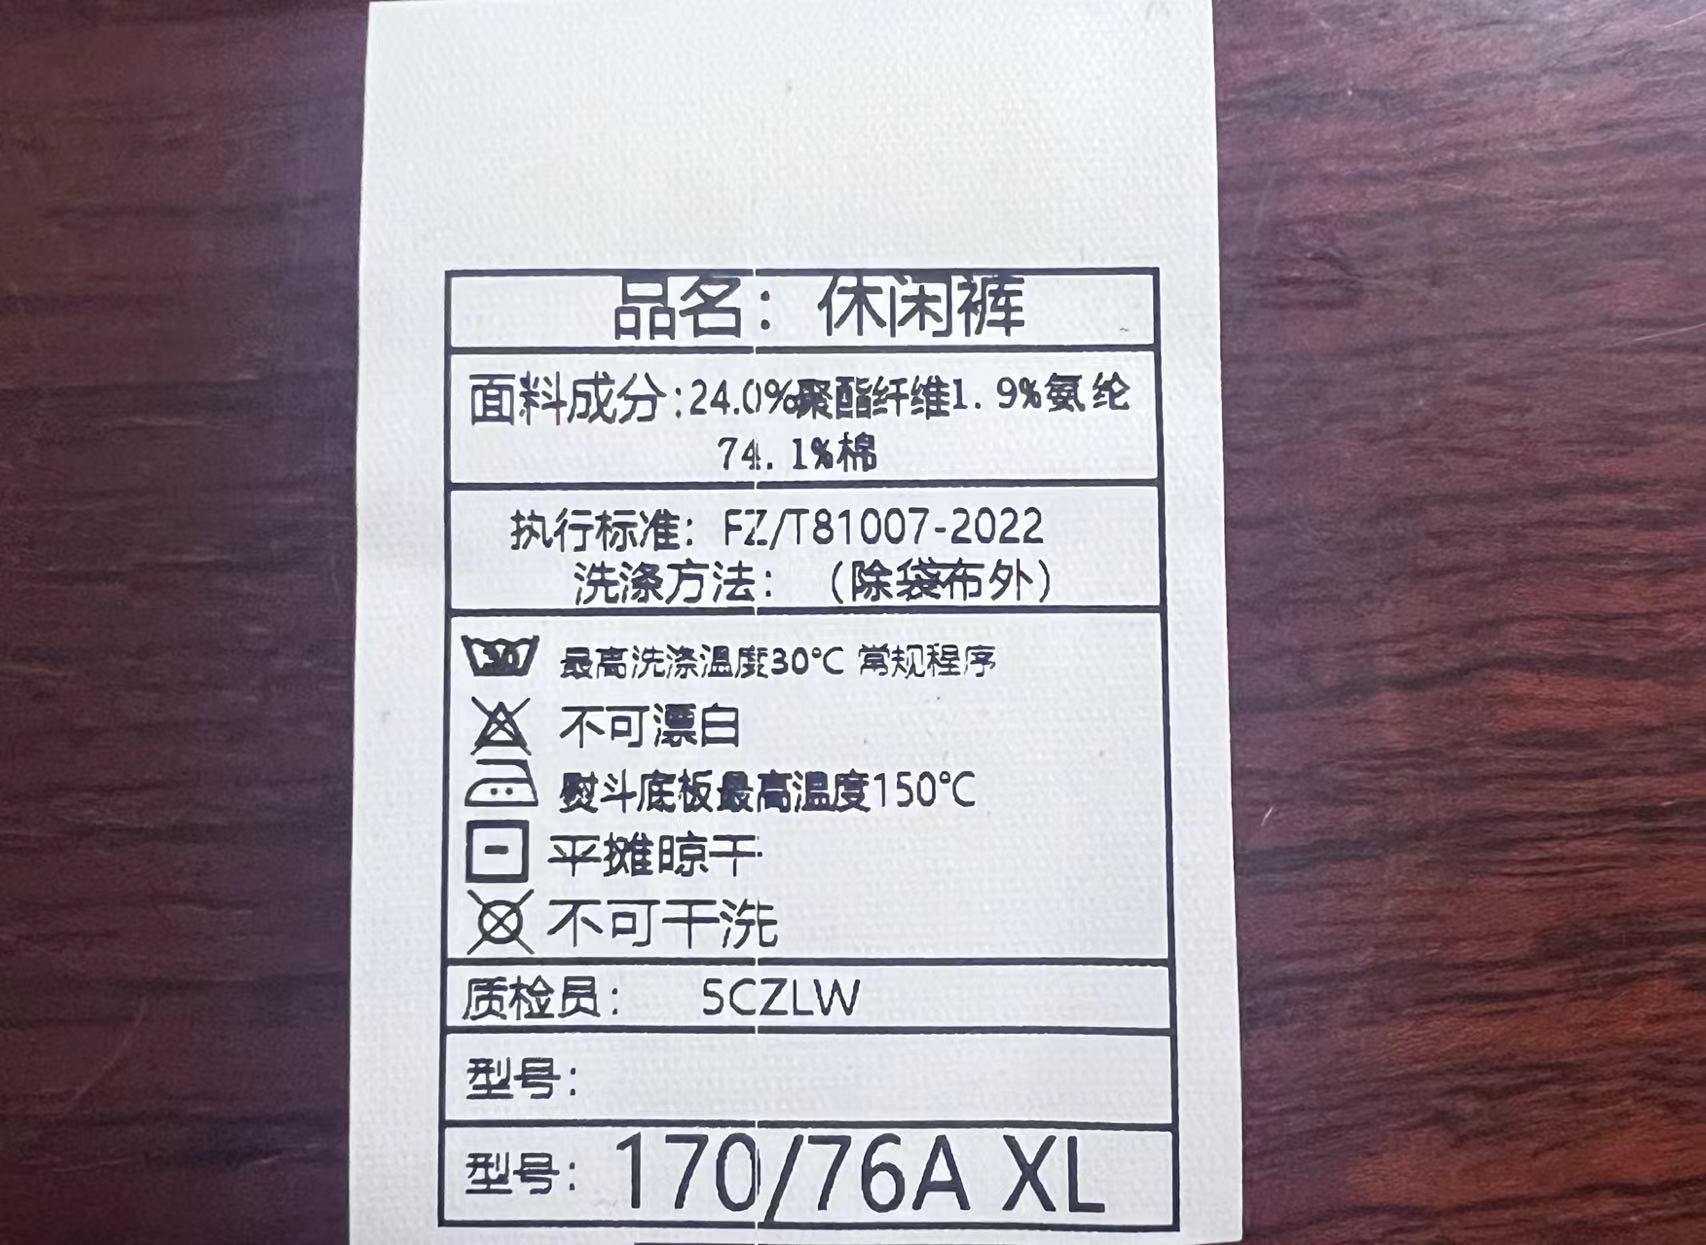 品名：休闲裤
面料成分:24.0%聚酯纤维1.9%氨纶
74.1%棉
执行标准：FZ/T81007-2022
洗涤方法：（除袋布外）
30 最高洗涤温度30℃ 常规程序
不可漂白
熨斗底板最高温度150℃
平摊晾干
不可干洗
质检员： 5CZLW
型号：
型号：170/76A XL